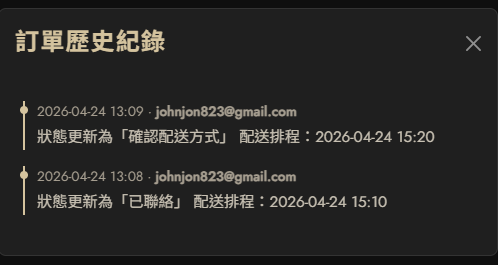 訂單歷史紀錄
2026-04-24 13:09 · johnjon823@gmail.com
狀態更新為「確認配送方式」 配送排程：2026-04-24 15:20
2026-04-24 13:08 · johnjon823@gmail.com
狀態更新為「已聯絡」 配送排程：2026-04-24 15:10